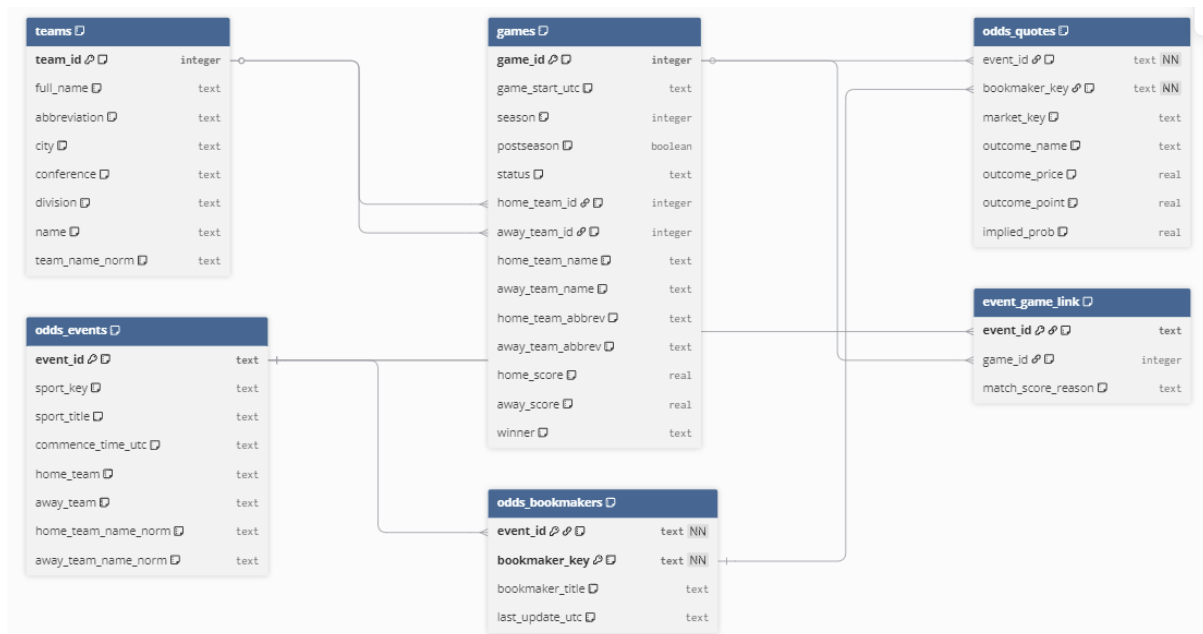 teams
team_id integer
full_name text
abbreviation text
city text
conference text
division text
name text
team_name_norm text
games
game_id integer
game_start_utc text
season integer
postseason boolean
status text
home_team_id integer
away_team_id integer
home_team_name text
away_team_name text
home_team_abbrev text
away_team_abbrev text
home_score real
away_score real
winner text
odds_quotes
event_id text NN
bookmaker_key text NN
market_key text
outcome_name text
outcome_price real
outcome_point real
implied_prob real
odds_events
event_id text
sport_key text
sport_title text
commence_time_utc text
home_team text
away_team text
home_team_name_norm text
away_team_name_norm text
event_game_link
event_id text
game_id integer
match_score_reason text
odds_bookmakers
event_id text NN
bookmaker_key text NN
bookmaker_title text
last_update_utc text